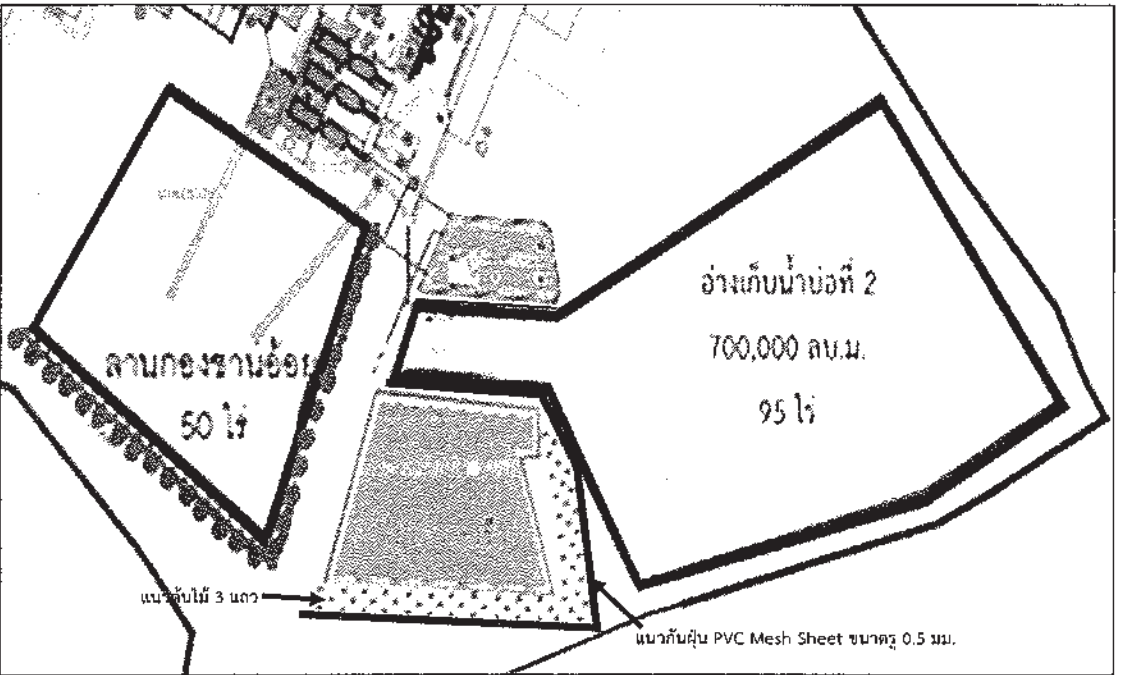 อ่างเก็บน้ำบ่อที่ 2
700,000 ลบ.ม.
95 ไร่
ลานกองชานอ้อย
50 ไร่
แนวต้นไม้ 3 แถว
แนวกันฝุ่น PVC Mesh Sheet ขนาดรู 0.5 มม.